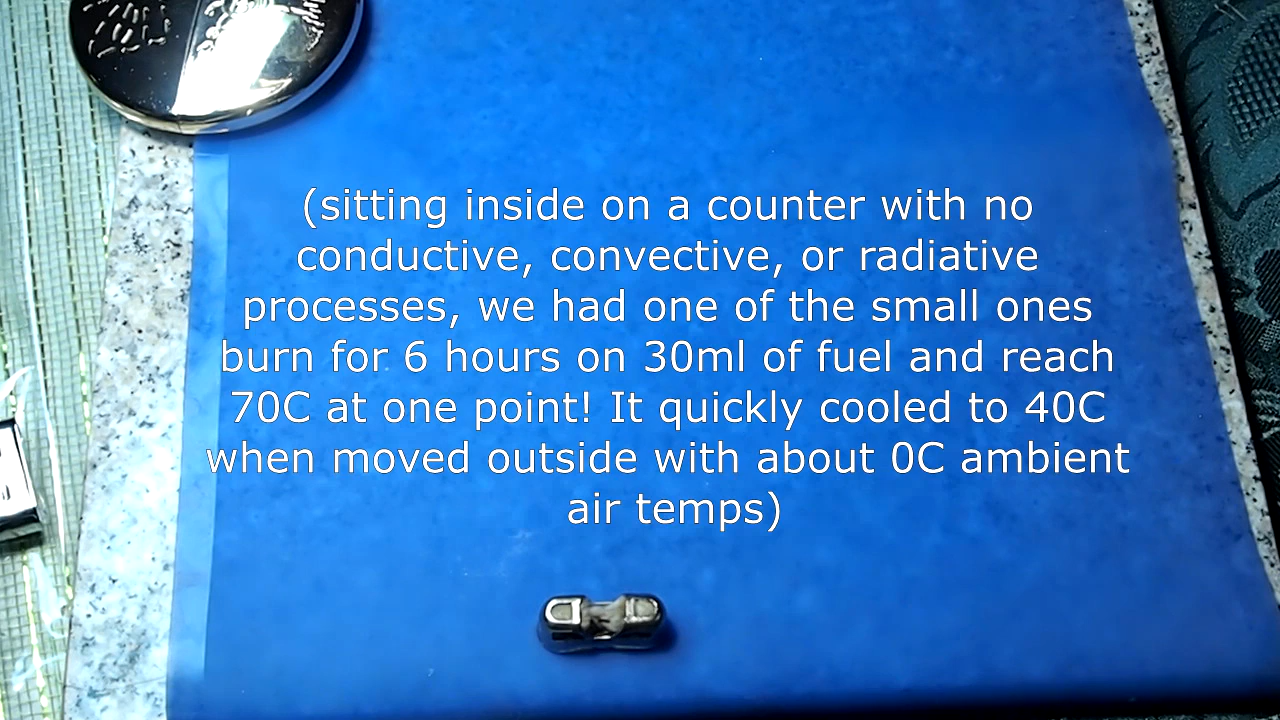 (sitting inside on a counter with no
conductive, convective, or radiative
processes, we had one of the small ones
burn for 6 hours on 30ml of fuel and reach
70C at one point! It quickly cooled to 40C
when moved outside with about 0C ambient
air temps)